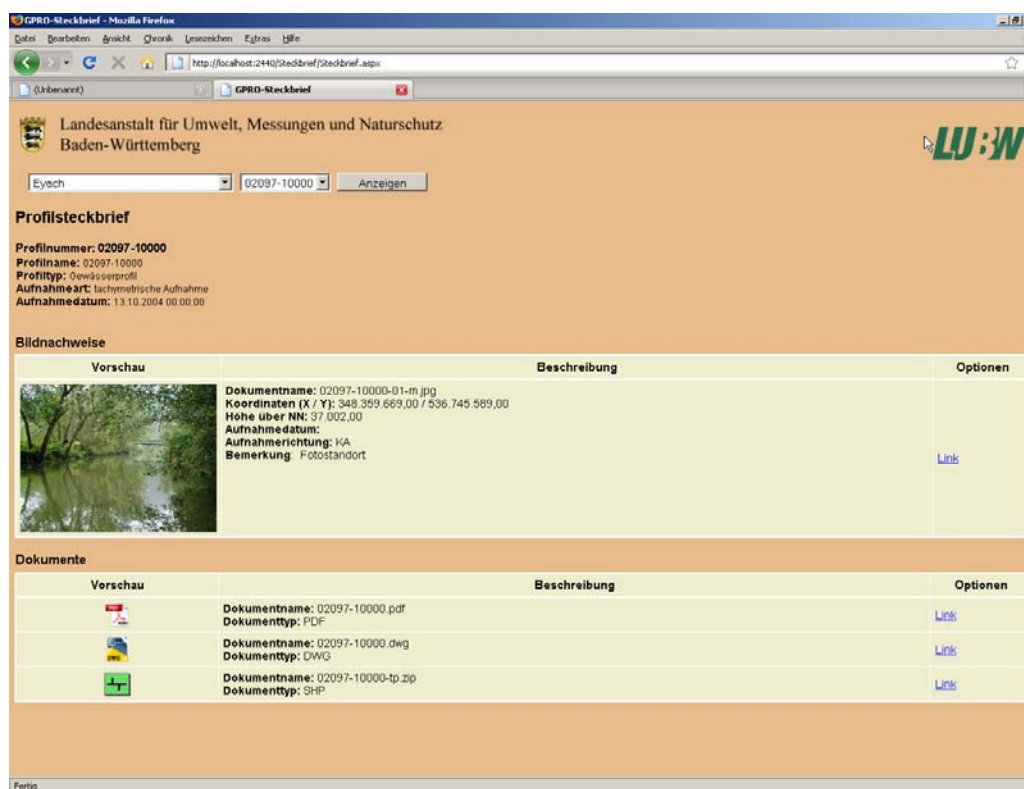 GPRO-Steckbrief - Mozilla Firefox
Datei Bearbeiten Ansicht Chronik Lesezeichen Extras Hilfe
http://localhost:2440/Steckbrief/Steckbrief.aspx
(Unbenannt) GPRO-Steckbrief
Landesanstalt für Umwelt, Messungen und Naturschutz
Baden-Württemberg
LUBW
Eyach 02097-10000 Anzeigen
Profilsteckbrief
Profilnummer: 02097-10000
Profilname: 02097-10000
Profiltyp: Gewässerprofil
Aufnahmeart: tachymetrische Aufnahme
Aufnahmedatum: 13.10.2004 00:00:00
Bildnachweise
Vorschau Beschreibung Optionen
Dokumentname: 02097-10000-01-m.jpg
Koordinaten (X / Y): 348.359.669,00 / 536.745.589,00
Höhe über NN: 37.002,00
Aufnahmedatum:
Aufnahmerichtung: KA
Bemerkung: Fotostandort
Link
Dokumente
Vorschau Beschreibung Optionen
Dokumentname: 02097-10000.pdf
Dokumenttyp: PDF
Link
DWG
Dokumentname: 02097-10000.dwg
Dokumenttyp: DWG
Link
Dokumentname: 02097-10000-tp.zip
Dokumenttyp: SHP
Link
Fertig